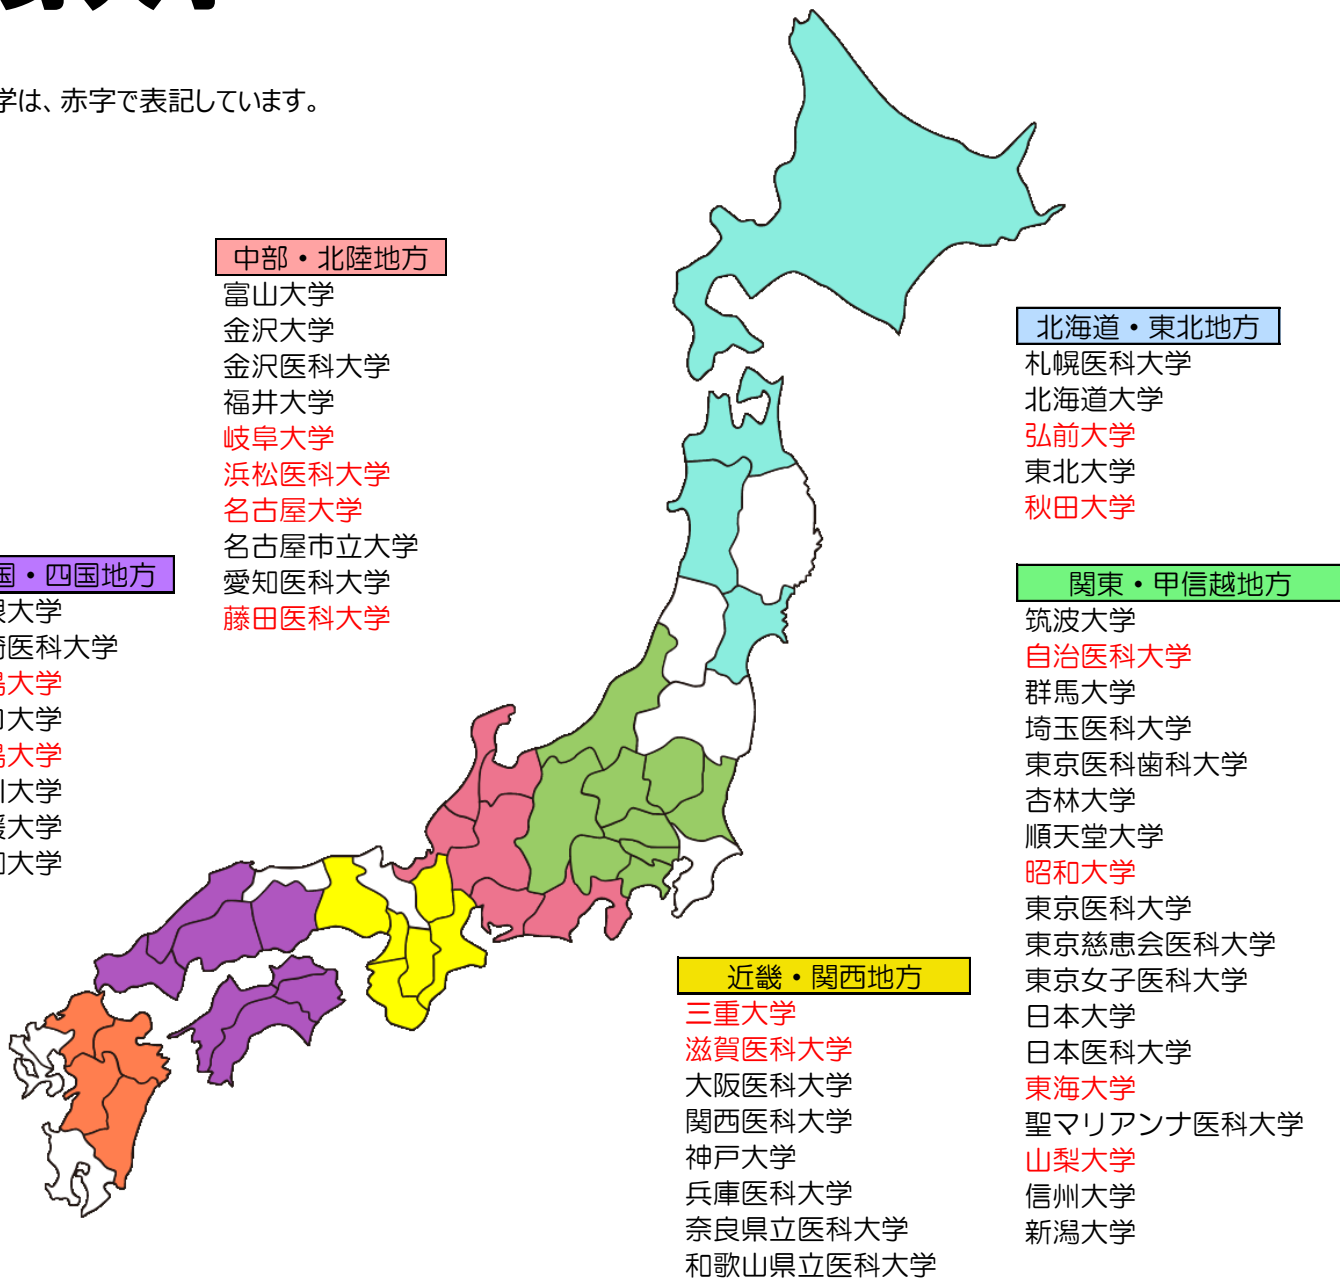 学は、赤字で表記しています。
中部・北陸地方
富山大学
金沢大学
金沢医科大学
福井大学
岐阜大学
浜松医科大学
名古屋大学
名古屋市立大学
愛知医科大学
藤田医科大学
北海道・東北地方
札幌医科大学
北海道大学
弘前大学
東北大学
秋田大学
国・四国地方
大学
医科大学
大学
大学
大学
大学
大学
大学
関東・甲信越地方
筑波大学
自治医科大学
群馬大学
埼玉医科大学
東京医科歯科大学
杏林大学
順天堂大学
昭和大学
東京医科大学
東京慈恵会医科大学
東京女子医科大学
日本大学
日本医科大学
東海大学
聖マリアンナ医科大学
山梨大学
信州大学
新潟大学
近畿・関西地方
三重大学
滋賀医科大学
大阪医科大学
関西医科大学
神戸大学
兵庫医科大学
奈良県立医科大学
和歌山県立医科大学